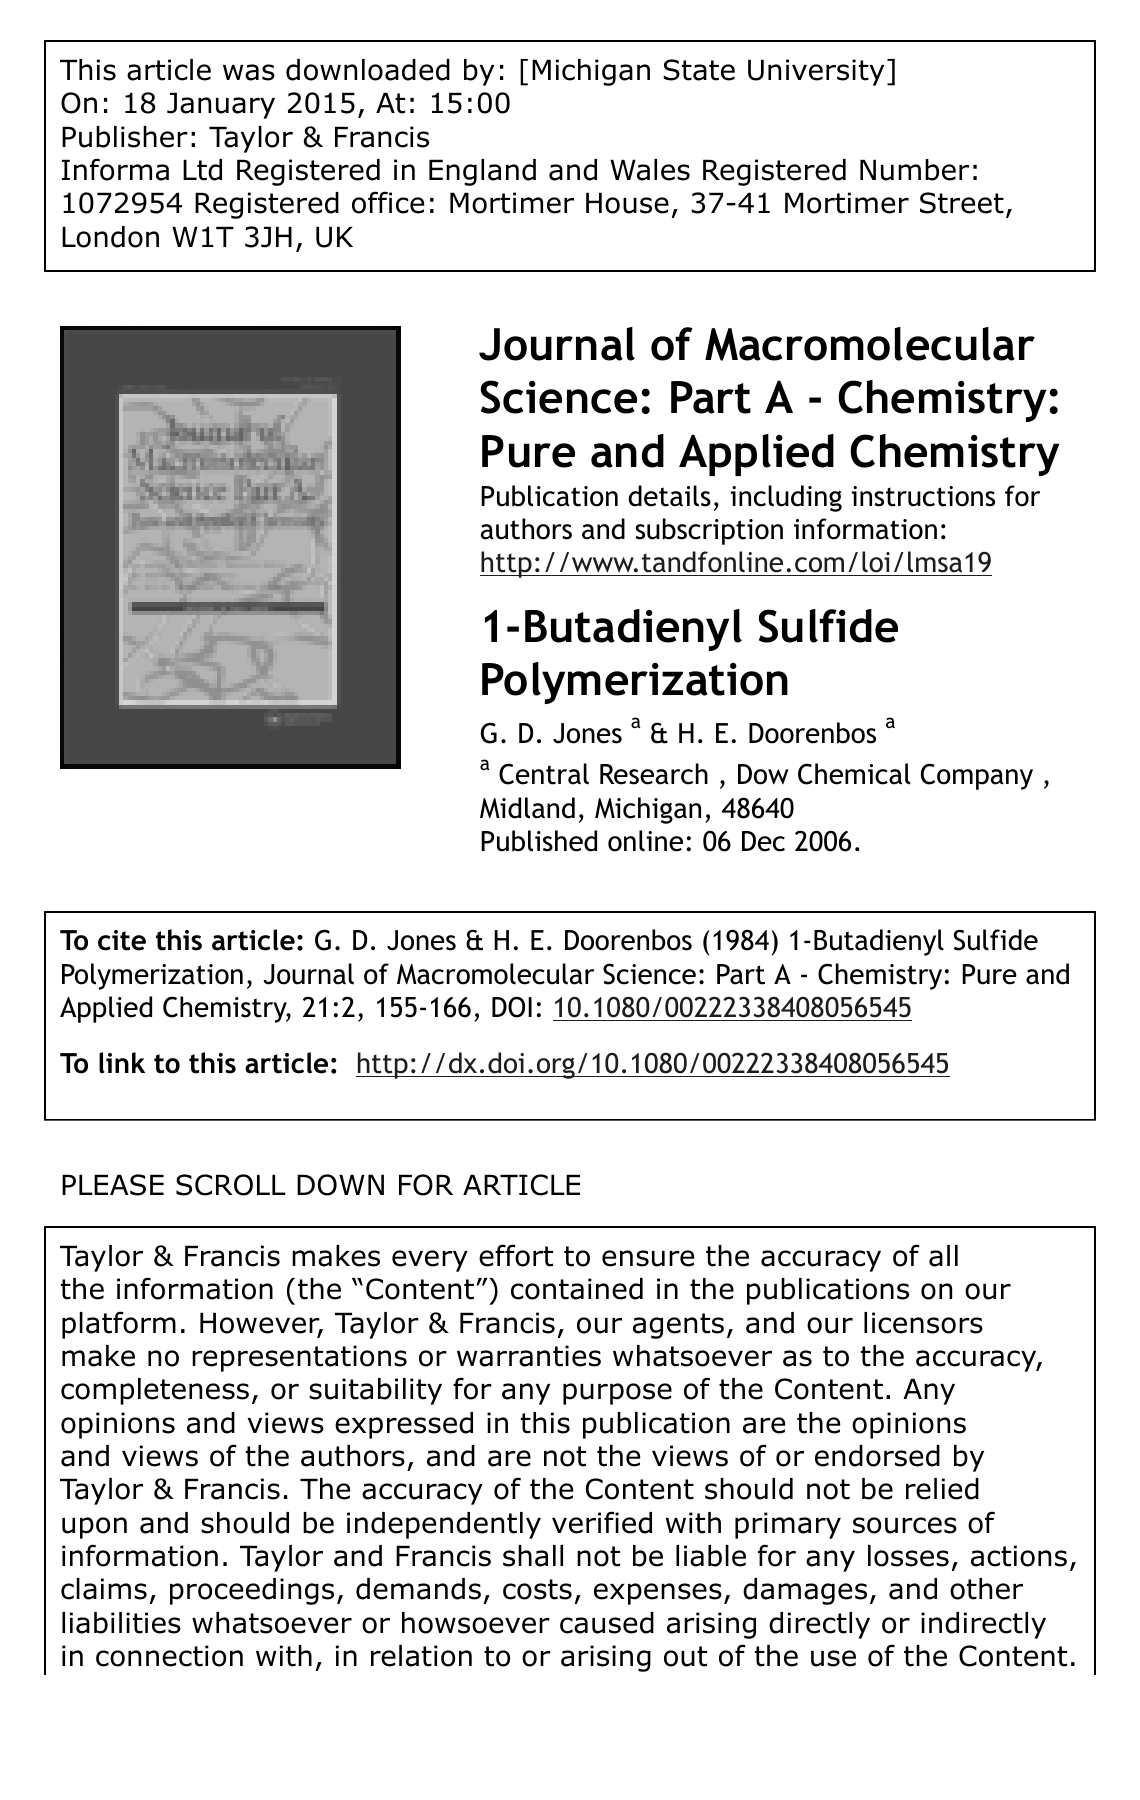 This article was downloaded by: [Michigan State University]
On: 18 January 2015, At: 15:00
Publisher: Taylor & Francis
Informa Ltd Registered in England and Wales Registered Number:
1072954 Registered office: Mortimer House, 37-41 Mortimer Street,
London W1T 3JH, UK
Journal of
Macromolecular
Science Part A:
Journal of Macromolecular
Science: Part A - Chemistry:
Pure and Applied Chemistry
Publication details, including instructions for
authors and subscription information:
http://www.tandfonline.com/loi/lmsa19
1-Butadienyl Sulfide
Polymerization
G. D. Jones a & H. E. Doorenbos a
a Central Research , Dow Chemical Company ,
Midland, Michigan, 48640
Published online: 06 Dec 2006.
To cite this article: G. D. Jones & H. E. Doorenbos (1984) 1-Butadienyl Sulfide
Polymerization, Journal of Macromolecular Science: Part A - Chemistry: Pure and
Applied Chemistry, 21:2, 155-166, DOI: 10.1080/00222338408056545
To link to this article: http://dx.doi.org/10.1080/00222338408056545
PLEASE SCROLL DOWN FOR ARTICLE
Taylor & Francis makes every effort to ensure the accuracy of all
the information (the “Content”) contained in the publications on our
platform. However, Taylor & Francis, our agents, and our licensors
make no representations or warranties whatsoever as to the accuracy,
completeness, or suitability for any purpose of the Content. Any
opinions and views expressed in this publication are the opinions
and views of the authors, and are not the views of or endorsed by
Taylor & Francis. The accuracy of the Content should not be relied
upon and should be independently verified with primary sources of
information. Taylor and Francis shall not be liable for any losses, actions,
claims, proceedings, demands, costs, expenses, damages, and other
liabilities whatsoever or howsoever caused arising directly or indirectly
in connection with, in relation to or arising out of the use of the Content.